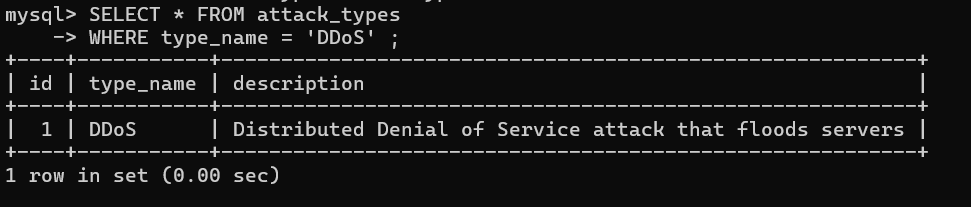 mysql> SELECT * FROM attack_types
    -> WHERE type_name = 'DDoS' ;
+----+-----------+---------------------------------------------------------+
| id | type_name | description                                             |
+----+-----------+---------------------------------------------------------+
|  1 | DDoS      | Distributed Denial of Service attack that floods servers |
+----+-----------+---------------------------------------------------------+
1 row in set (0.00 sec)